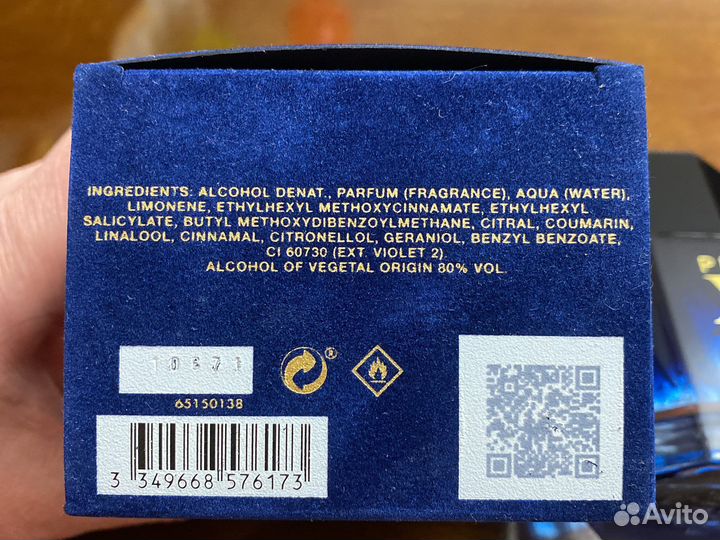 INGREDIENTS: ALCOHOL DENAT., PARFUM (FRAGRANCE), AQUA (WATER),
LIMONENE, ETHYLHEXYL METHOXYCINNAMATE, ETHYLHEXYL
SALICYLATE, BUTYL METHOXYDIBENZOYLMETHANE, CITRAL, COUMARIN,
LINALOOL, CINNAMAL, CITRONELLOL, GERANIOL, BENZYL BENZOATE,
CI 60730 (EXT. VIOLET 2).
ALCOHOL OF VEGETAL ORIGIN 80% VOL.
®
65150138
3 349668 576173
Avito